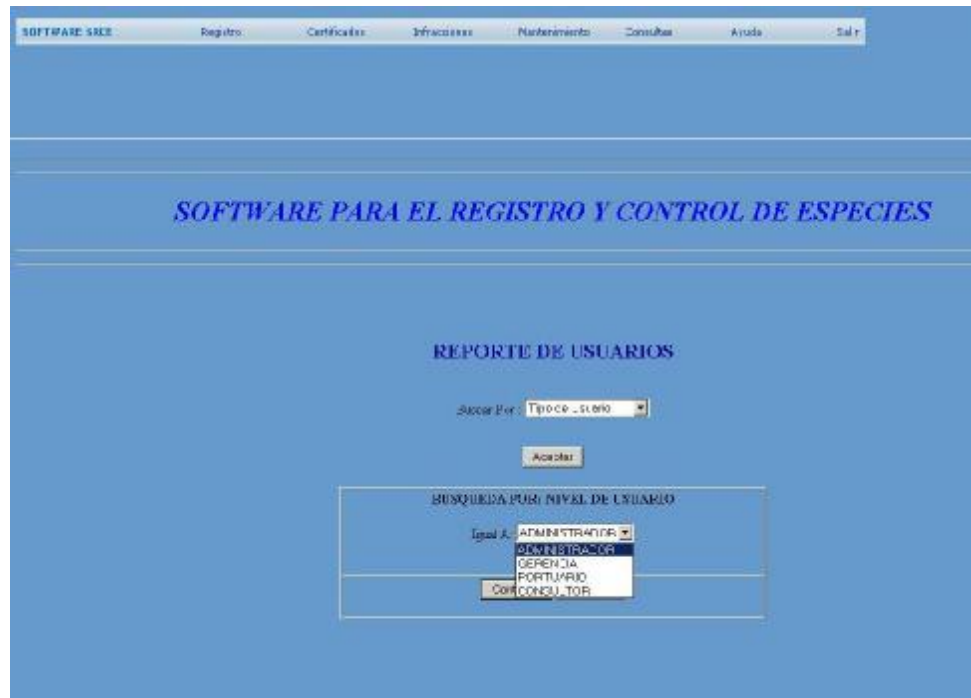 SOFTWARE SRCE Registro Certificados Infracciones Mantenimiento Consultas Ayuda Salir
SOFTWARE PARA EL REGISTRO Y CONTROL DE ESPECIES
REPORTE DE USUARIOS
Buscar Por: Tipo de Usuario
Aceptar
BUSQUEDA POR: NIVEL DE USUARIO
Igual A: ADMINISTRADOR
ADMINISTRADOR
GERENCIA
PORTUARIO
CONSULTOR